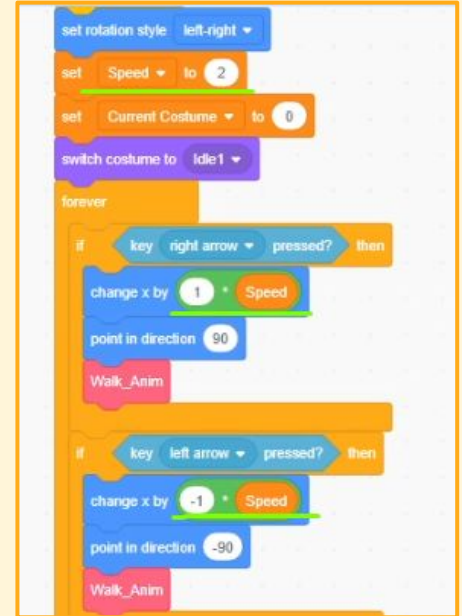 set rotation style left-right
set Speed to 2
set Current Costume to 0
switch costume to Idle1
forever
if key right arrow pressed? then
change x by 1 * Speed
point in direction 90
Walk_Anim
if key left arrow pressed? then
change x by -1 * Speed
point in direction -90
Walk_Anim